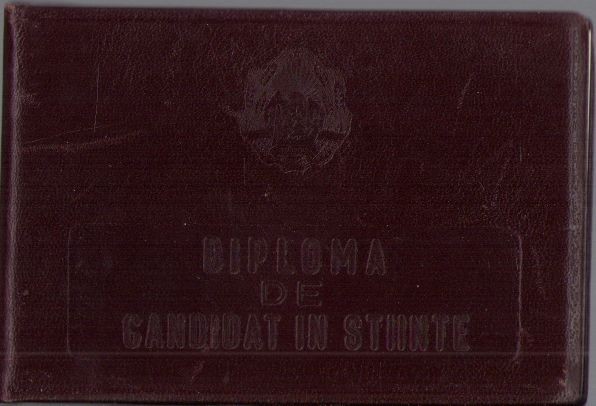 DIPLOMA
DE
CANDIDAT IN STIINTE